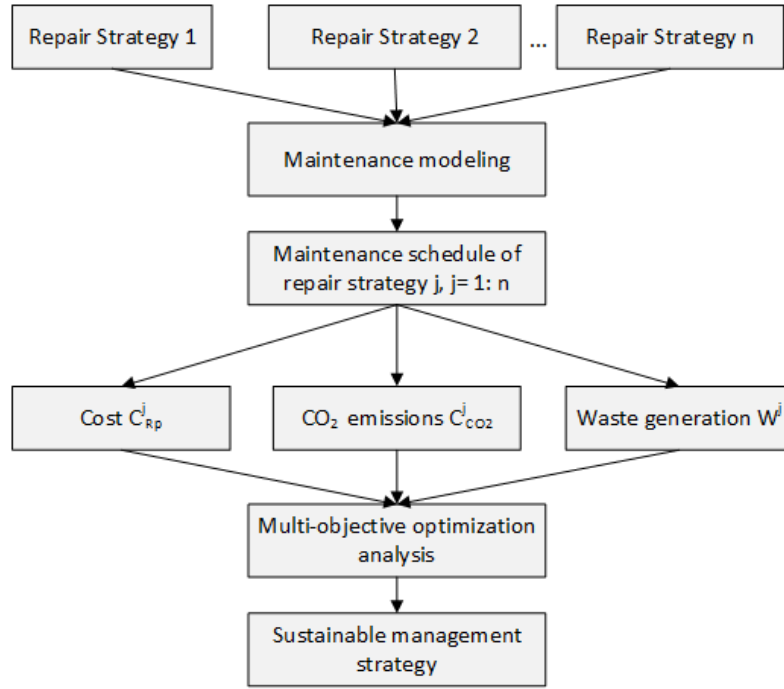 Repair Strategy 1
Repair Strategy 2
...
Repair Strategy n
Maintenance modeling
Maintenance schedule of
repair strategy j, j= 1: n
Cost C^j_Rp
CO₂ emissions C^j_CO2
Waste generation W^j
Multi-objective optimization
analysis
Sustainable management
strategy